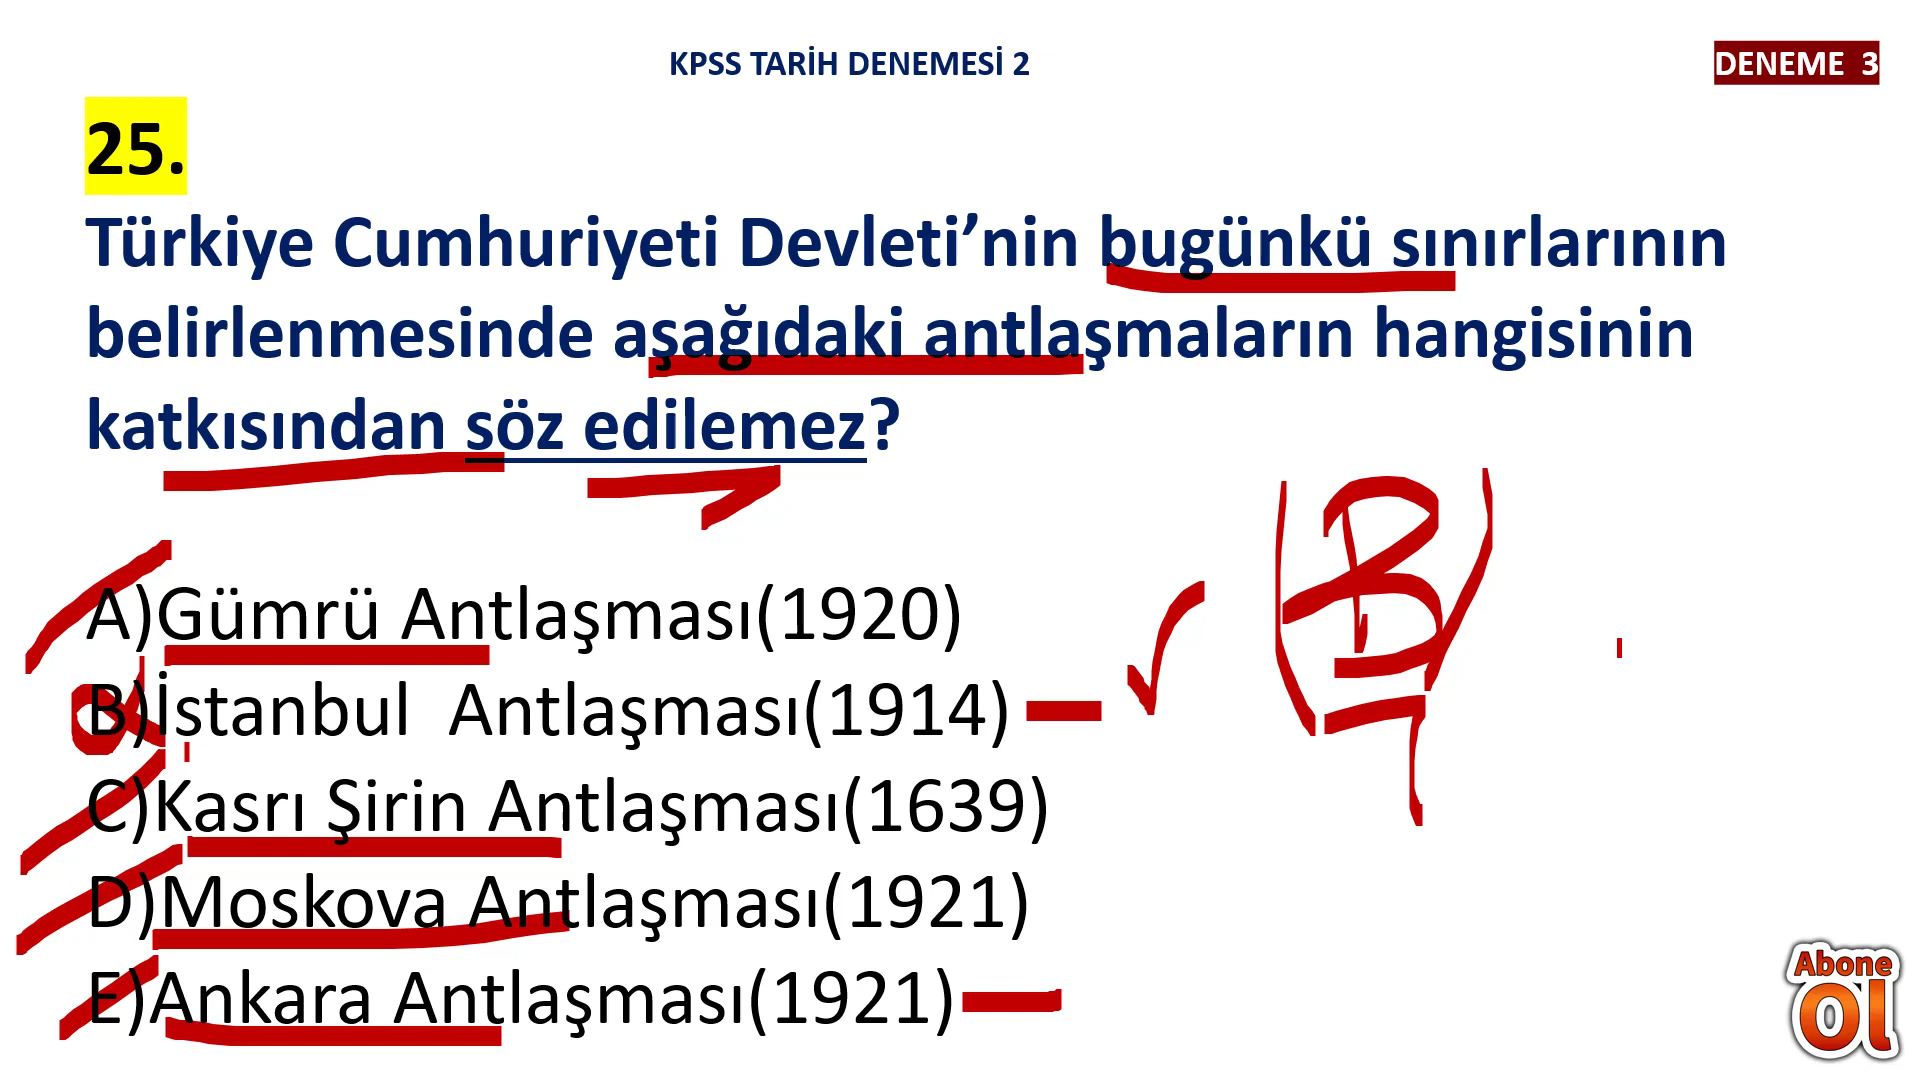 KPSS TARİH DENEMESİ 2
DENEME 3
25.
Türkiye Cumhuriyeti Devleti’nin bugünkü sınırlarının
belirlenmesinde aşağıdaki antlaşmaların hangisinin
katkısından söz edilemez?
B
A)Gümrü Antlaşması(1920)
B)İstanbul Antlaşması(1914)
C)Kasrı Şirin Antlaşması(1639)
D)Moskova Antlaşması(1921)
E)Ankara Antlaşması(1921)
Abone
ol